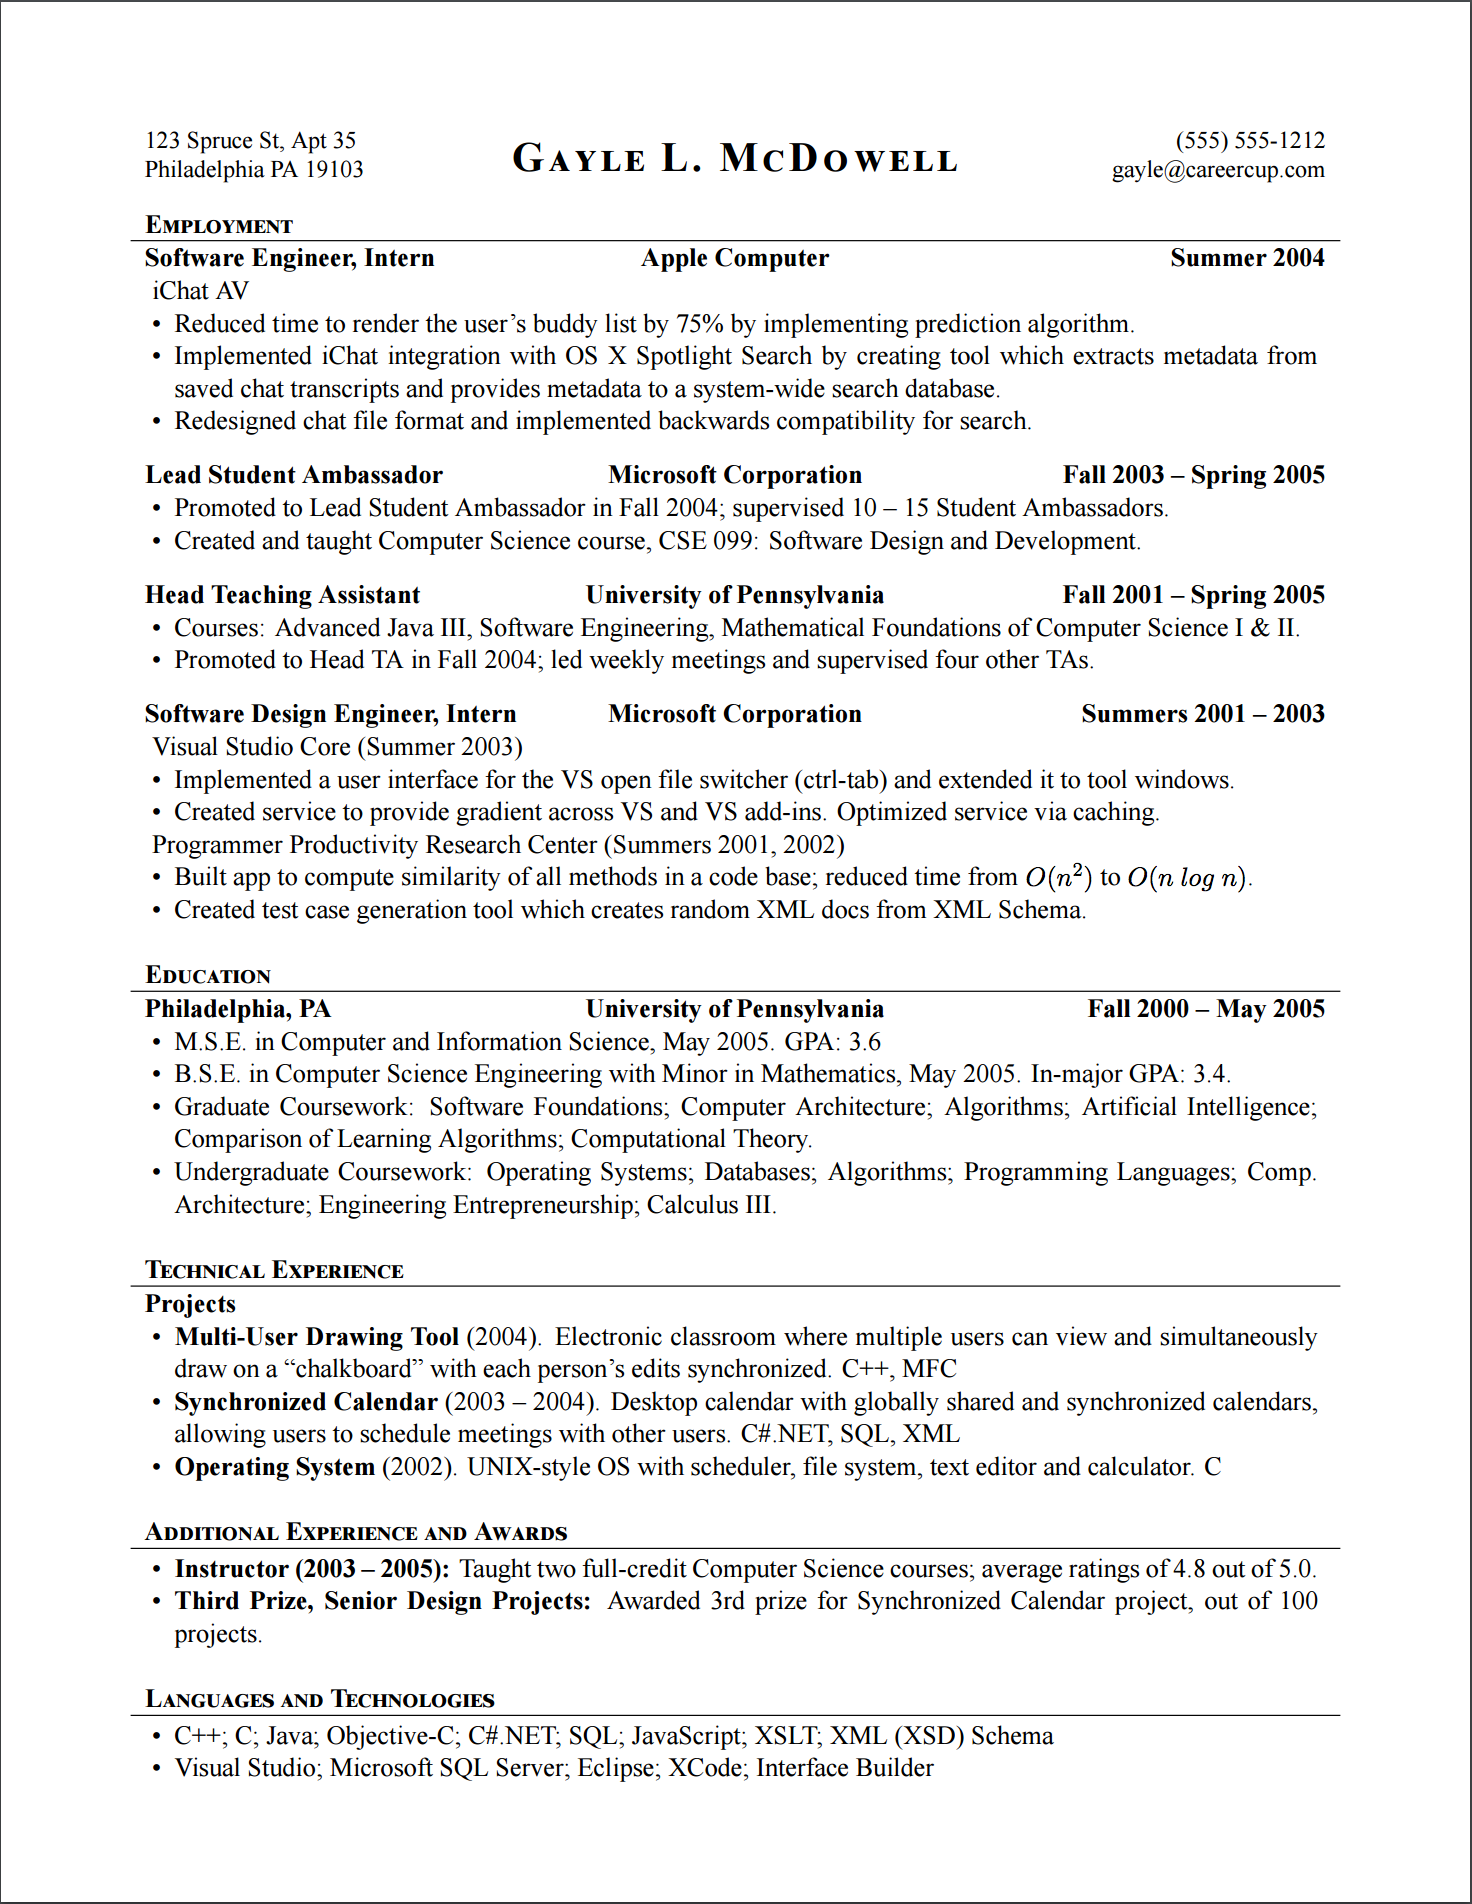 123 Spruce St, Apt 35
Philadelphia PA 19103
GAYLE L. MCDOWELL
(555) 555-1212
gayle@careercup.com
EMPLOYMENT
Software Engineer, Intern Apple Computer Summer 2004
iChat AV
• Reduced time to render the user’s buddy list by 75% by implementing prediction algorithm.
• Implemented iChat integration with OS X Spotlight Search by creating tool which extracts metadata from
saved chat transcripts and provides metadata to a system-wide search database.
• Redesigned chat file format and implemented backwards compatibility for search.
Lead Student Ambassador Microsoft Corporation Fall 2003 – Spring 2005
• Promoted to Lead Student Ambassador in Fall 2004; supervised 10 – 15 Student Ambassadors.
• Created and taught Computer Science course, CSE 099: Software Design and Development.
Head Teaching Assistant University of Pennsylvania Fall 2001 – Spring 2005
• Courses: Advanced Java III, Software Engineering, Mathematical Foundations of Computer Science I & II.
• Promoted to Head TA in Fall 2004; led weekly meetings and supervised four other TAs.
Software Design Engineer, Intern Microsoft Corporation Summers 2001 – 2003
Visual Studio Core (Summer 2003)
• Implemented a user interface for the VS open file switcher (ctrl-tab) and extended it to tool windows.
• Created service to provide gradient across VS and VS add-ins. Optimized service via caching.
Programmer Productivity Research Center (Summers 2001, 2002)
• Built app to compute similarity of all methods in a code base; reduced time from O(n²) to O(n log n).
• Created test case generation tool which creates random XML docs from XML Schema.
EDUCATION
Philadelphia, PA University of Pennsylvania Fall 2000 – May 2005
• M.S.E. in Computer and Information Science, May 2005. GPA: 3.6
• B.S.E. in Computer Science Engineering with Minor in Mathematics, May 2005. In-major GPA: 3.4.
• Graduate Coursework: Software Foundations; Computer Architecture; Algorithms; Artificial Intelligence;
Comparison of Learning Algorithms; Computational Theory.
• Undergraduate Coursework: Operating Systems; Databases; Algorithms; Programming Languages; Comp.
Architecture; Engineering Entrepreneurship; Calculus III.
TECHNICAL EXPERIENCE
Projects
• Multi-User Drawing Tool (2004). Electronic classroom where multiple users can view and simultaneously
draw on a “chalkboard” with each person’s edits synchronized. C++, MFC
• Synchronized Calendar (2003 – 2004). Desktop calendar with globally shared and synchronized calendars,
allowing users to schedule meetings with other users. C#.NET, SQL, XML
• Operating System (2002). UNIX-style OS with scheduler, file system, text editor and calculator. C
ADDITIONAL EXPERIENCE AND AWARDS
• Instructor (2003 – 2005): Taught two full-credit Computer Science courses; average ratings of 4.8 out of 5.0.
• Third Prize, Senior Design Projects: Awarded 3rd prize for Synchronized Calendar project, out of 100
projects.
LANGUAGES AND TECHNOLOGIES
• C++; C; Java; Objective-C; C#.NET; SQL; JavaScript; XSLT; XML (XSD) Schema
• Visual Studio; Microsoft SQL Server; Eclipse; XCode; Interface Builder